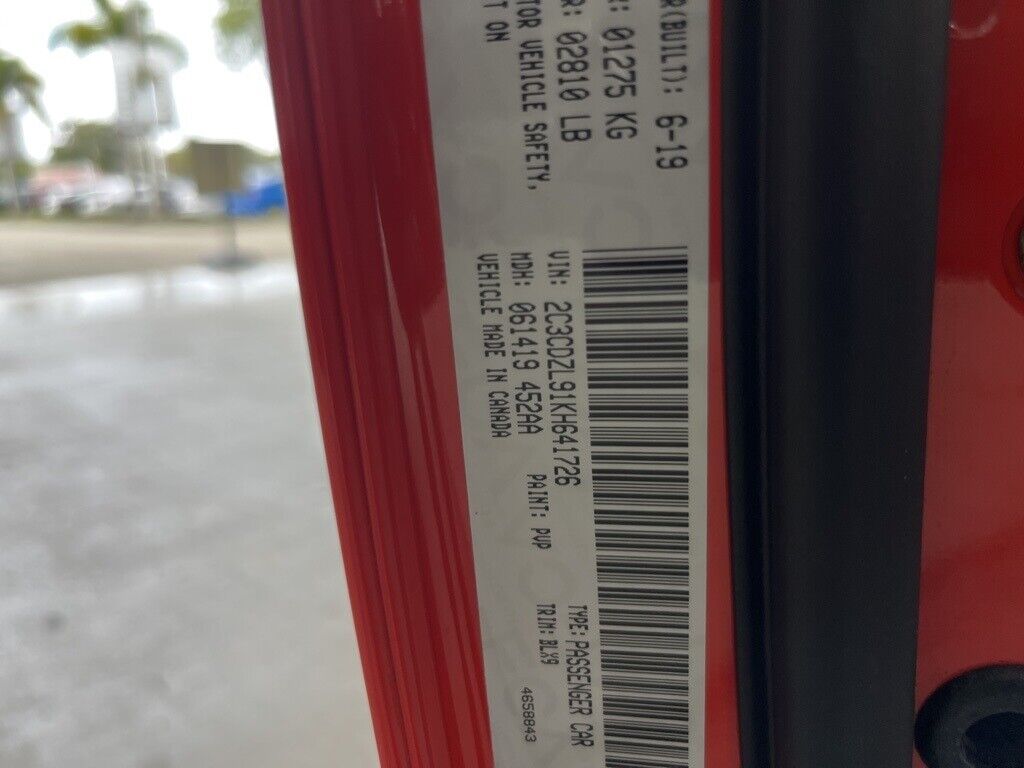 R(BUILT): 6-19
: 01275 KG
R: 02810 LB
TOR VEHICLE SAFETY,
T ON
VIN: 2C3CDZL91KH641726
TYPE: PASSENGER CAR
MDH: 061419 452AA
PAINT: PVP
TRIM: BLX9
VEHICLE MADE IN CANADA
4658843